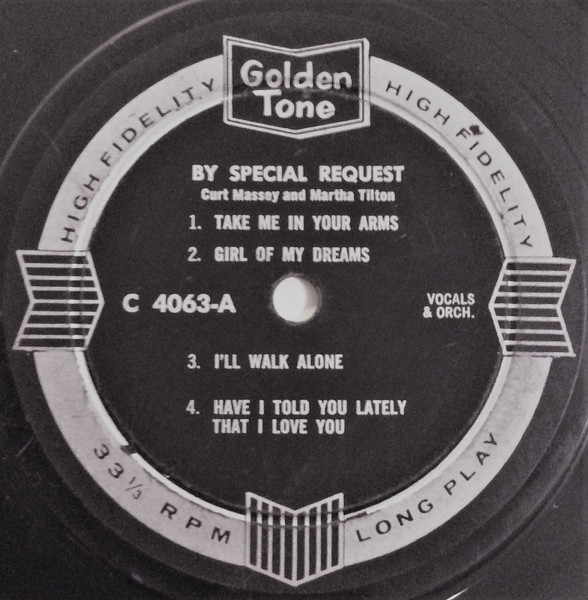 Golden
Tone
HIGH FIDELITY
HIGH FIDELITY
BY SPECIAL REQUEST
Curt Massey and Martha Tilton
1. TAKE ME IN YOUR ARMS
2. GIRL OF MY DREAMS
C 4063-A
VOCALS
& ORCH.
3. I'LL WALK ALONE
4. HAVE I TOLD YOU LATELY
THAT I LOVE YOU
33⅓ RPM
LONG PLAY